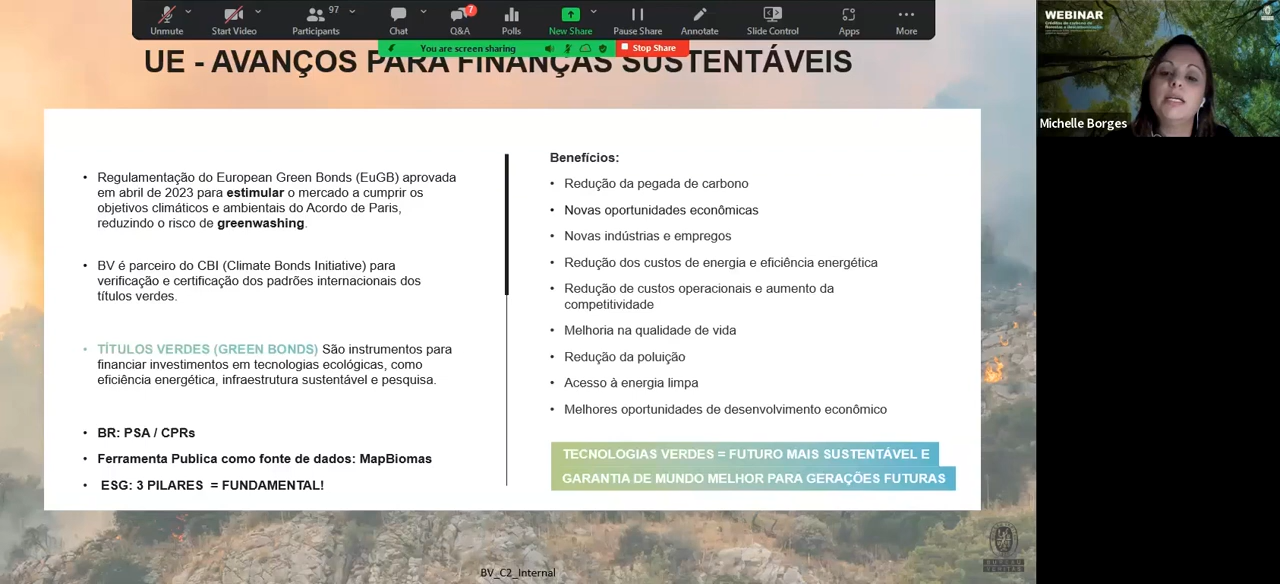 97
7
Unmute
Start Video
Participants
Chat
Q&A
Polls
New Share
Pause Share
Annotate
Slide Control
Apps
More
You are screen sharing
Stop Share
UE - AVANÇOS PARA FINANÇAS SUSTENTÁVEIS
• Regulamentação do European Green Bonds (EuGB) aprovada
em abril de 2023 para estimular o mercado a cumprir os
objetivos climáticos e ambientais do Acordo de Paris,
reduzindo o risco de greenwashing.
• BV é parceiro do CBI (Climate Bonds Initiative) para
verificação e certificação dos padrões internacionais dos
títulos verdes.
• TÍTULOS VERDES (GREEN BONDS) São instrumentos para
financiar investimentos em tecnologias ecológicas, como
eficiência energética, infraestrutura sustentável e pesquisa.
• BR: PSA / CPRs
• Ferramenta Publica como fonte de dados: MapBiomas
• ESG: 3 PILARES = FUNDAMENTAL!
Benefícios:
• Redução da pegada de carbono
• Novas oportunidades econômicas
• Novas indústrias e empregos
• Redução dos custos de energia e eficiência energética
• Redução de custos operacionais e aumento da
competitividade
• Melhoria na qualidade de vida
• Redução da poluição
• Acesso à energia limpa
• Melhores oportunidades de desenvolvimento econômico
TECNOLOGIAS VERDES = FUTURO MAIS SUSTENTÁVEL E
GARANTIA DE MUNDO MELHOR PARA GERAÇÕES FUTURAS
BUREAU
VERITAS
BV_C2_Internal
WEBINAR
Michelle Borges